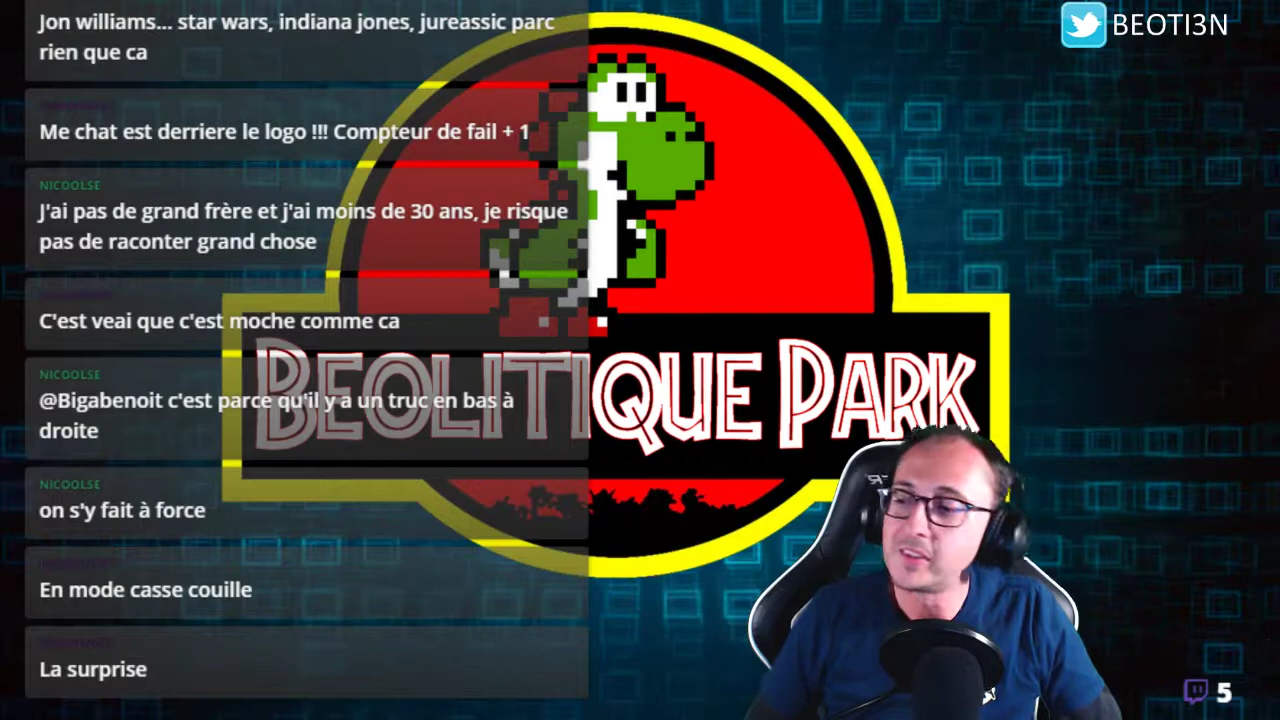 Jon williams... star wars, indiana jones, jureassic parc
rien que ca
Me chat est derriere le logo !!! Compteur de fail + 1
NICOOLSE
J'ai pas de grand frère et j'ai moins de 30 ans, je risque
pas de raconter grand chose
C'est veai que c'est moche comme ca
NICOOLSE
@Bigabenoit c'est parce qu'il y a un truc en bas à
droite
NICOOLSE
on s'y fait à force
En mode casse couille
La surprise
BEOLITIQUE PARK
BEOTI3N
5